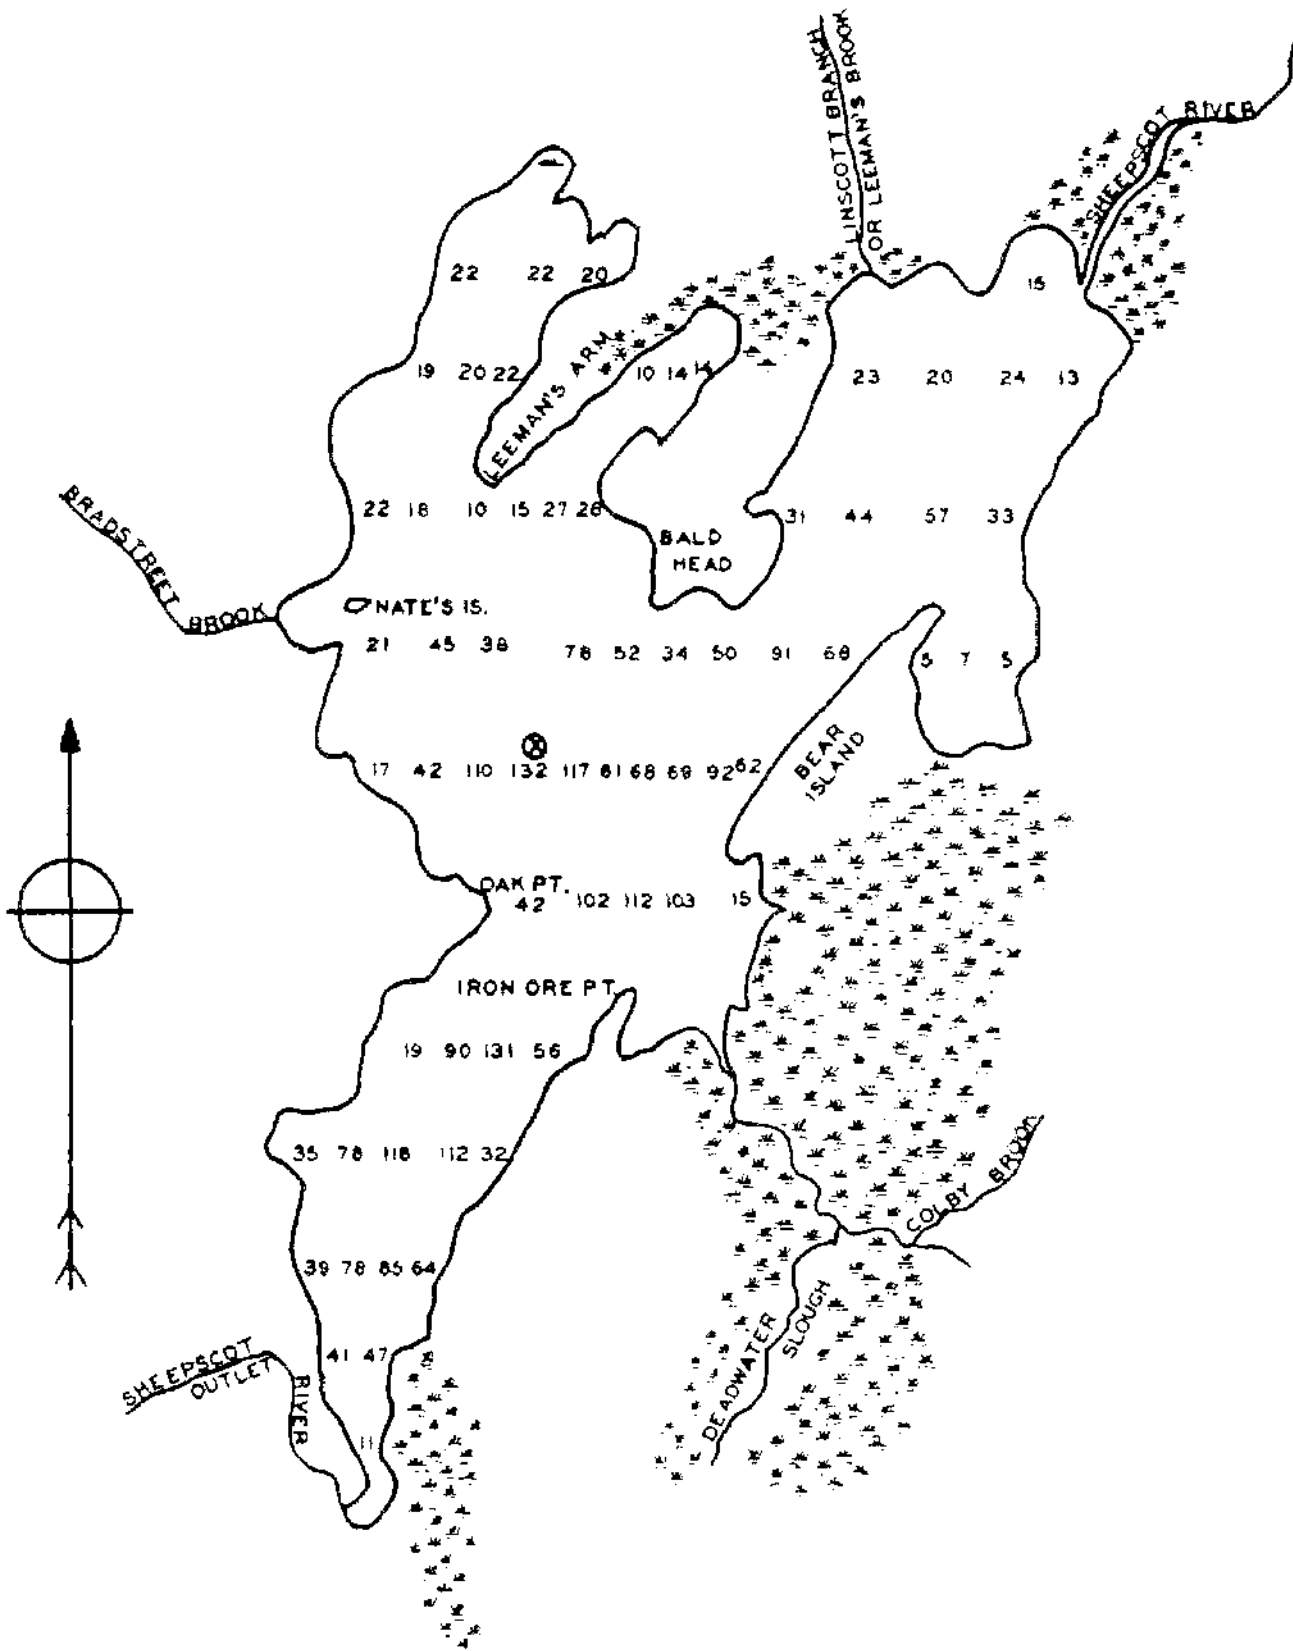 LINSCOTT BRANCH
OR LEEMAN'S BROOK
SHEEPSCOT RIVER
22 22 20
15
LEEMAN'S ARM
19 20 22
10 14 14
23 20 24 13
22 18 10 15 27 28
31 44 57 33
BALD
HEAD
BRADSTREET BROOK
NATE'S IS.
21 45 38 78 52 34 50 91 68
5 7 5
17 42 110 132 117 61 68 69 92 62
BEAR
ISLAND
OAK PT.
42 102 112 103 15
IRON ORE PT.
19 90 131 56
35 78 118 112 32
COLBY BROOK
39 78 85 64
DEADWATER
SLOUGH
41 47
SHEEPSCOT RIVER
OUTLET
11